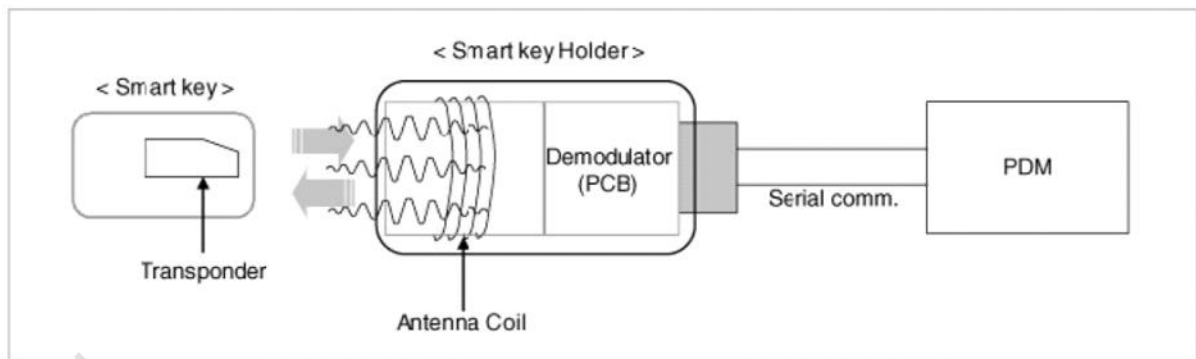 < Smart key Holder >
< Smart key >
Demodulator
(PCB)
PDM
Serial comm.
Transponder
Antenna Coil